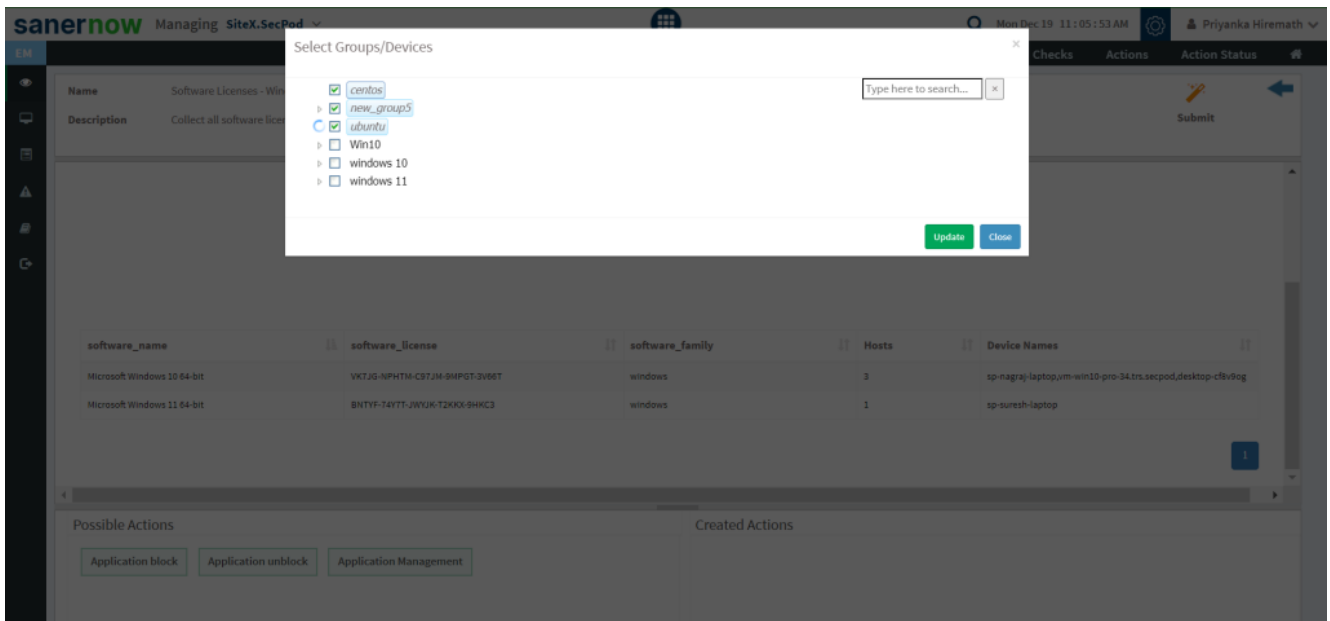 sanernow Managing SiteX.SecPod
Mon Dec 19 11:05:53 AM Priyanka Hiremath
EM
Checks Actions Action Status
Select Groups/Devices ×
Name Software Licenses - Win
Description Collect all software lice
Submit
centos
new_group5
ubuntu
Win10
windows 10
windows 11
Type here to search... ×
Update Close
software_name software_license software_family Hosts Device Names
Microsoft Windows 10 64-bit VK7JG-NPHTM-C97JM-9MPGT-3V66T windows 3 sp-nagraj-laptop,vm-win10-pro-34.trs.secpod,desktop-cf8v9og
Microsoft Windows 11 64-bit BNTYF-74Y7T-JWYJK-T2KKX-9HKC3 windows 1 sp-suresh-laptop
1
Possible Actions Created Actions
Application block Application unblock Application Management